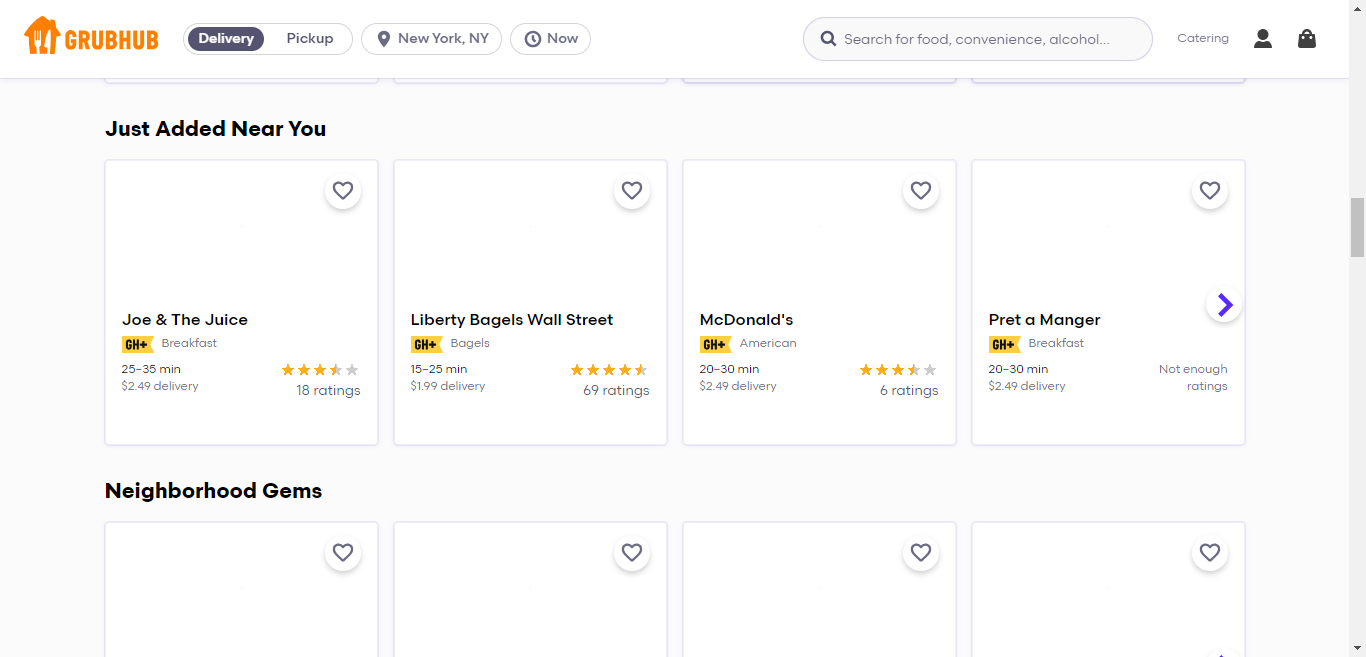 GRUBHUB
Delivery
Pickup
New York, NY
Now
Search for food, convenience, alcohol...
Catering
Just Added Near You
Joe & The Juice
GH+ Breakfast
25–35 min
$2.49 delivery
18 ratings
Liberty Bagels Wall Street
GH+ Bagels
15–25 min
$1.99 delivery
69 ratings
McDonald's
GH+ American
20–30 min
$2.49 delivery
6 ratings
Pret a Manger
GH+ Breakfast
20–30 min
$2.49 delivery
Not enough
ratings
Neighborhood Gems